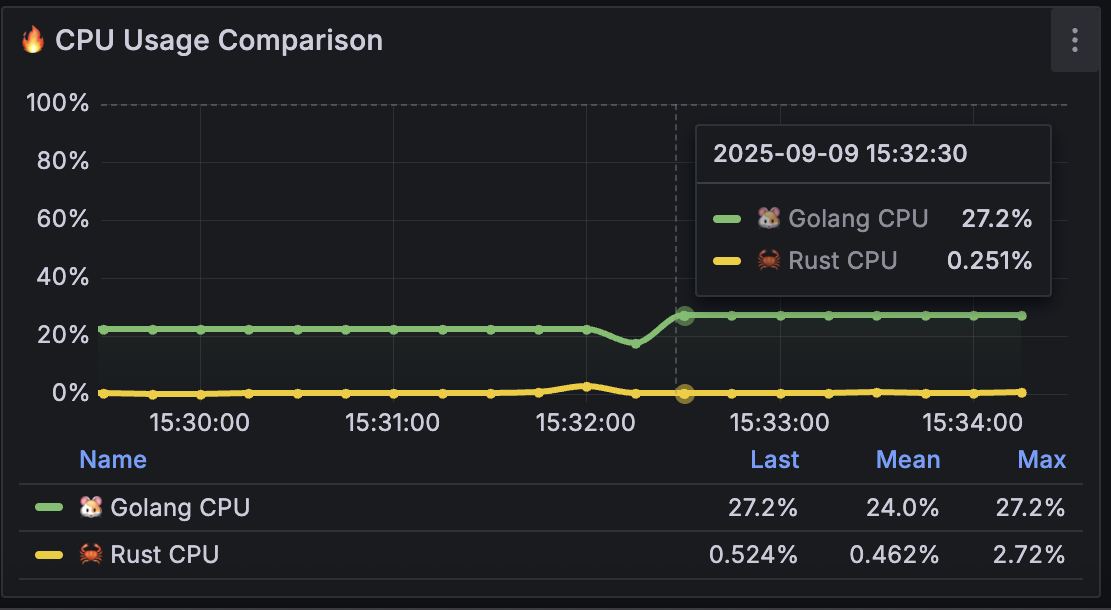 🔥 CPU Usage Comparison
100%
80%
60%
40%
20%
0%
2025-09-09 15:32:30
🐹 Golang CPU 27.2%
🦀 Rust CPU 0.251%
15:30:00 15:31:00 15:32:00 15:33:00 15:34:00
Name Last Mean Max
🐹 Golang CPU 27.2% 24.0% 27.2%
🦀 Rust CPU 0.524% 0.462% 2.72%